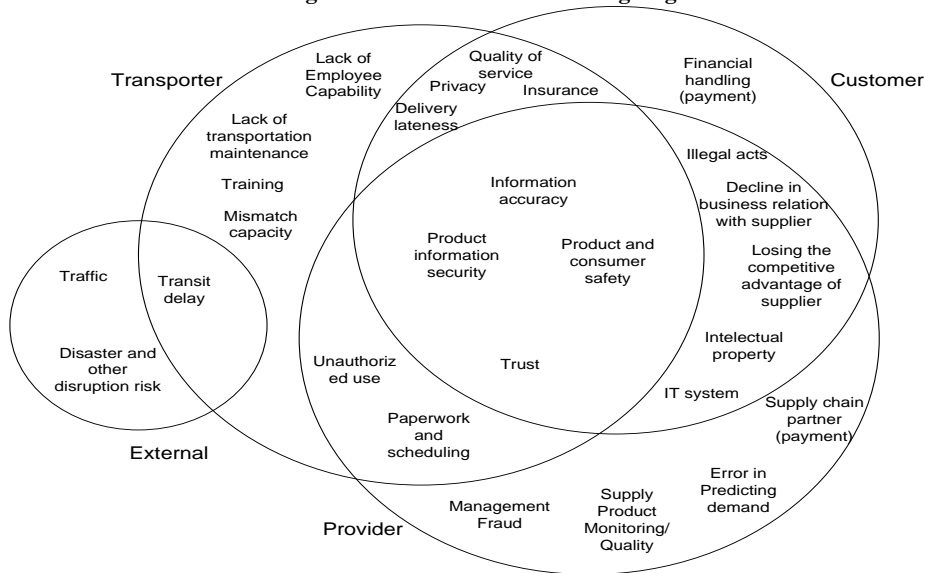 Transporter
Lack of
Employee
Capability
Quality of
service
Privacy
Insurance
Delivery
lateness
Financial
handling
(payment)
Customer
Lack of
transportation
maintenance
Training
Mismatch
capacity
Illegal acts
Information
accuracy
Decline in
business relation
with supplier
Product
information
security
Product and
consumer
safety
Losing the
competitive
advantage of
supplier
Traffic
Transit
delay
Disaster and
other
disruption risk
External
Unauthoriz
ed use
Trust
Intelectual
property
IT system
Supply chain
partner
(payment)
Paperwork
and
scheduling
Provider
Management
Fraud
Supply
Product
Monitoring/
Quality
Error in
Predicting
demand